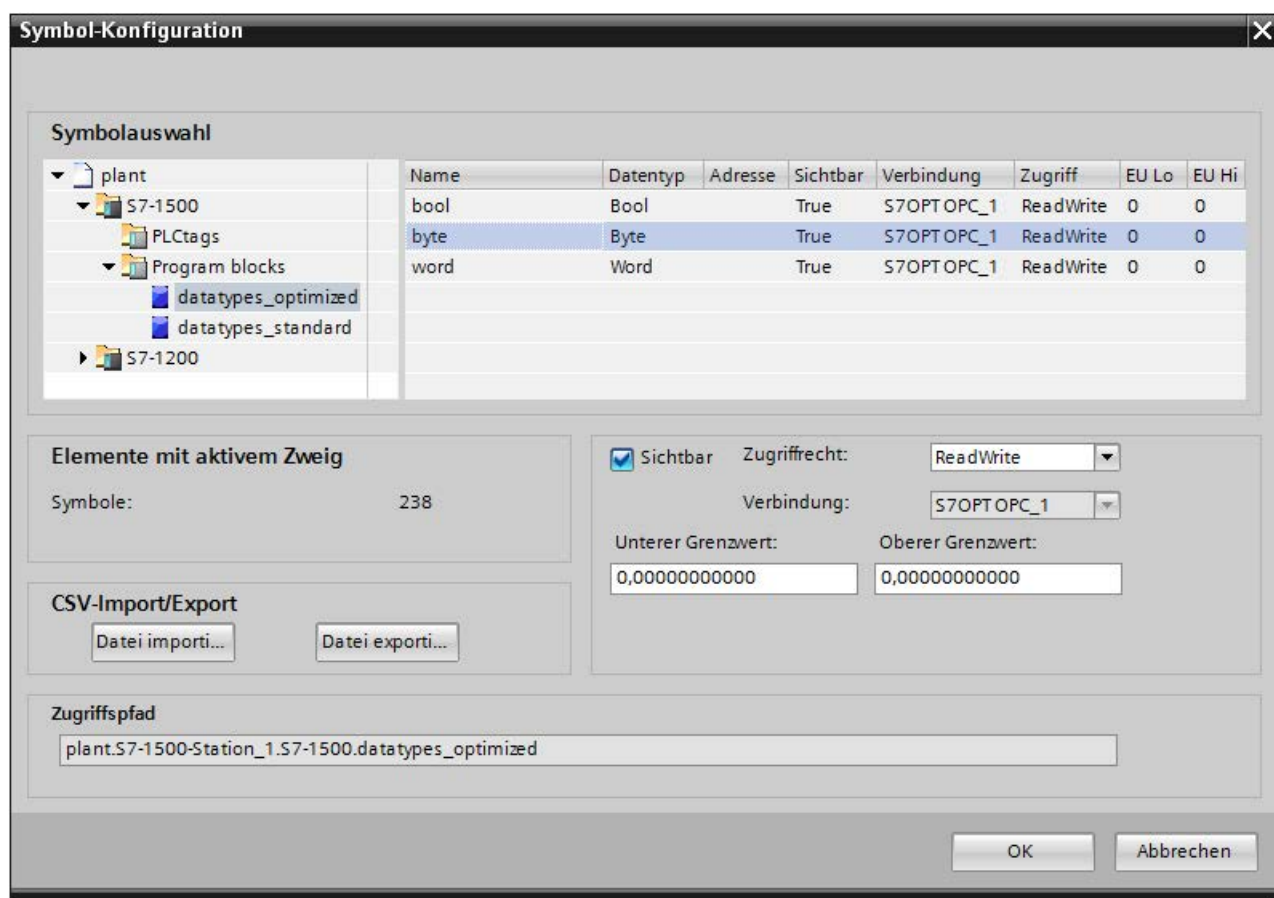 Symbol-Konfiguration
Symbolauswahl
plant
S7-1500
PLCtags
Program blocks
datatypes_optimized
datatypes_standard
S7-1200
Name Datentyp Adresse Sichtbar Verbindung Zugriff EU Lo EU Hi
bool Bool True S7OPTOPC_1 ReadWrite 0 0
byte Byte True S7OPTOPC_1 ReadWrite 0 0
word Word True S7OPTOPC_1 ReadWrite 0 0
Elemente mit aktivem Zweig
Symbole: 238
CSV-Import/Export
Datei importi... Datei exporti...
Sichtbar Zugriffrecht: ReadWrite
Verbindung: S7OPTOPC_1
Unterer Grenzwert: Oberer Grenzwert:
0,00000000000 0,00000000000
Zugriffspfad
plant.S7-1500-Station_1.S7-1500.datatypes_optimized
OK Abbrechen